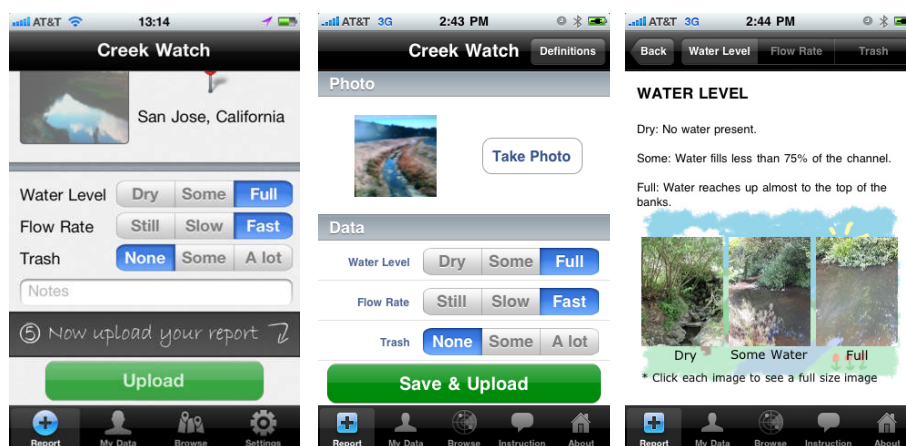 AT&T 13:14
Creek Watch
San Jose, California
Water Level Dry Some Full
Flow Rate Still Slow Fast
Trash None Some A lot
Notes
⑤ Now upload your report
Upload
Report My Data Browse Settings
AT&T 3G 2:43 PM
Creek Watch Definitions
Photo
Take Photo
Data
Water Level Dry Some Full
Flow Rate Still Slow Fast
Trash None Some A lot
Save & Upload
Report My Data Browse Instruction About
AT&T 3G 2:44 PM
Back Water Level Flow Rate Trash
WATER LEVEL
Dry: No water present.
Some: Water fills less than 75% of the channel.
Full: Water reaches up almost to the top of the
banks.
Dry Some Water Full
* Click each image to see a full size image
Report My Data Browse Instruction About